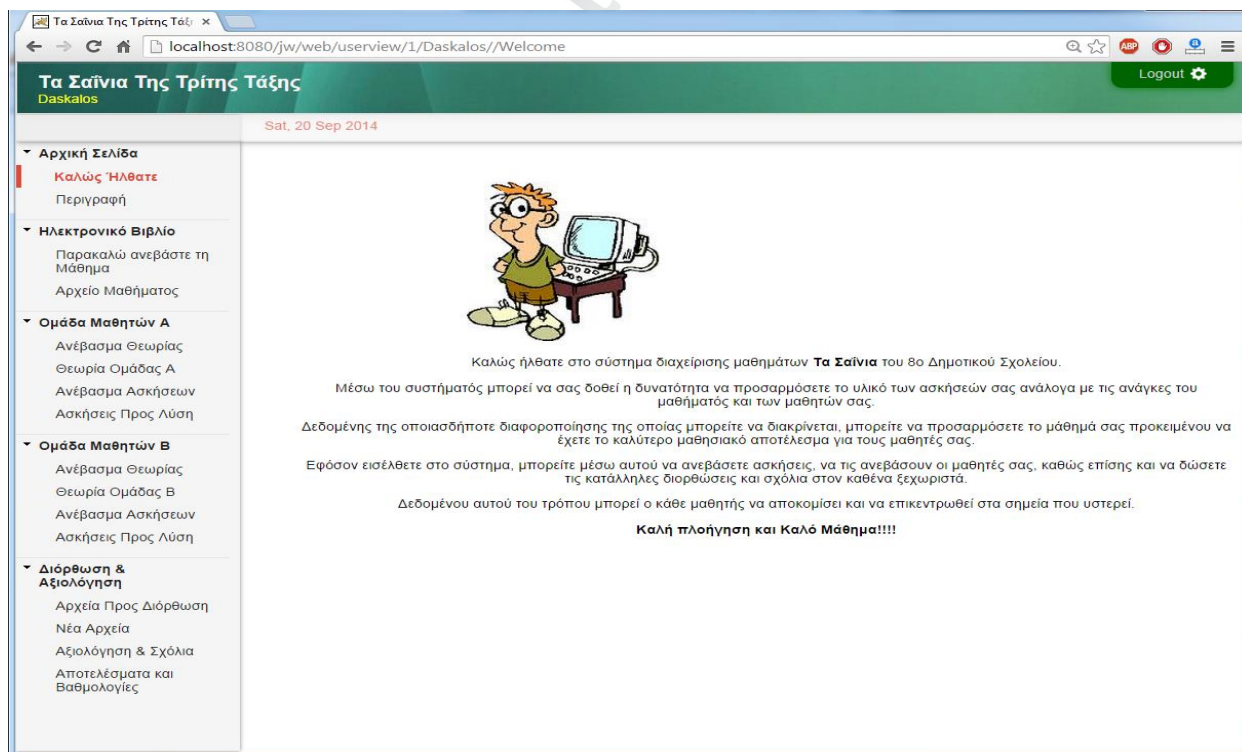 Τα Σαΐνια Της Τρίτης Τάξ
localhost:8080/jw/web/userview/1/Daskalos//Welcome
ABP
Τα Σαΐνια Της Τρίτης Τάξης
Daskalos
Logout
Sat, 20 Sep 2014
Αρχική Σελίδα
Καλώς Ήλθατε
Περιγραφή
Ηλεκτρονικό Βιβλίο
Παρακαλώ ανεβάστε τη
Μάθημα
Αρχείο Μαθήματος
Ομάδα Μαθητών Α
Ανέβασμα Θεωρίας
Θεωρία Ομάδας Α
Ανέβασμα Ασκήσεων
Ασκήσεις Προς Λύση
Ομάδα Μαθητών Β
Ανέβασμα Θεωρίας
Θεωρία Ομάδας Β
Ανέβασμα Ασκήσεων
Ασκήσεις Προς Λύση
Διόρθωση &
Αξιολόγηση
Αρχεία Προς Διόρθωση
Νέα Αρχεία
Αξιολόγηση & Σχόλια
Αποτελέσματα και
Βαθμολογίες
Καλώς ήλθατε στο σύστημα διαχείρισης μαθημάτων Τα Σαΐνια του 8ο Δημοτικού Σχολείου.
Μέσω του συστήματός μπορεί να σας δοθεί η δυνατότητα να προσαρμόσετε το υλικό των ασκήσεών σας ανάλογα με τις ανάγκες του
μαθήματός και των μαθητών σας.
Δεδομένης της οποιασδήποτε διαφοροποίησης της οποίας μπορείτε να διακρίνεται, μπορείτε να προσαρμόσετε το μάθημά σας προκειμένου να
έχετε το καλύτερο μαθησιακό αποτέλεσμα για τους μαθητές σας.
Εφόσον εισέλθετε στο σύστημα, μπορείτε μέσω αυτού να ανεβάσετε ασκήσεις, να τις ανεβάσουν οι μαθητές σας, καθώς επίσης και να δώσετε
τις κατάλληλες διορθώσεις και σχόλια στον καθένα ξεχωριστά.
Δεδομένου αυτού του τρόπου μπορεί ο κάθε μαθητής να αποκομίσει και να επικεντρωθεί στα σημεία που υστερεί.
Καλή πλοήγηση και Καλό Μάθημα!!!!